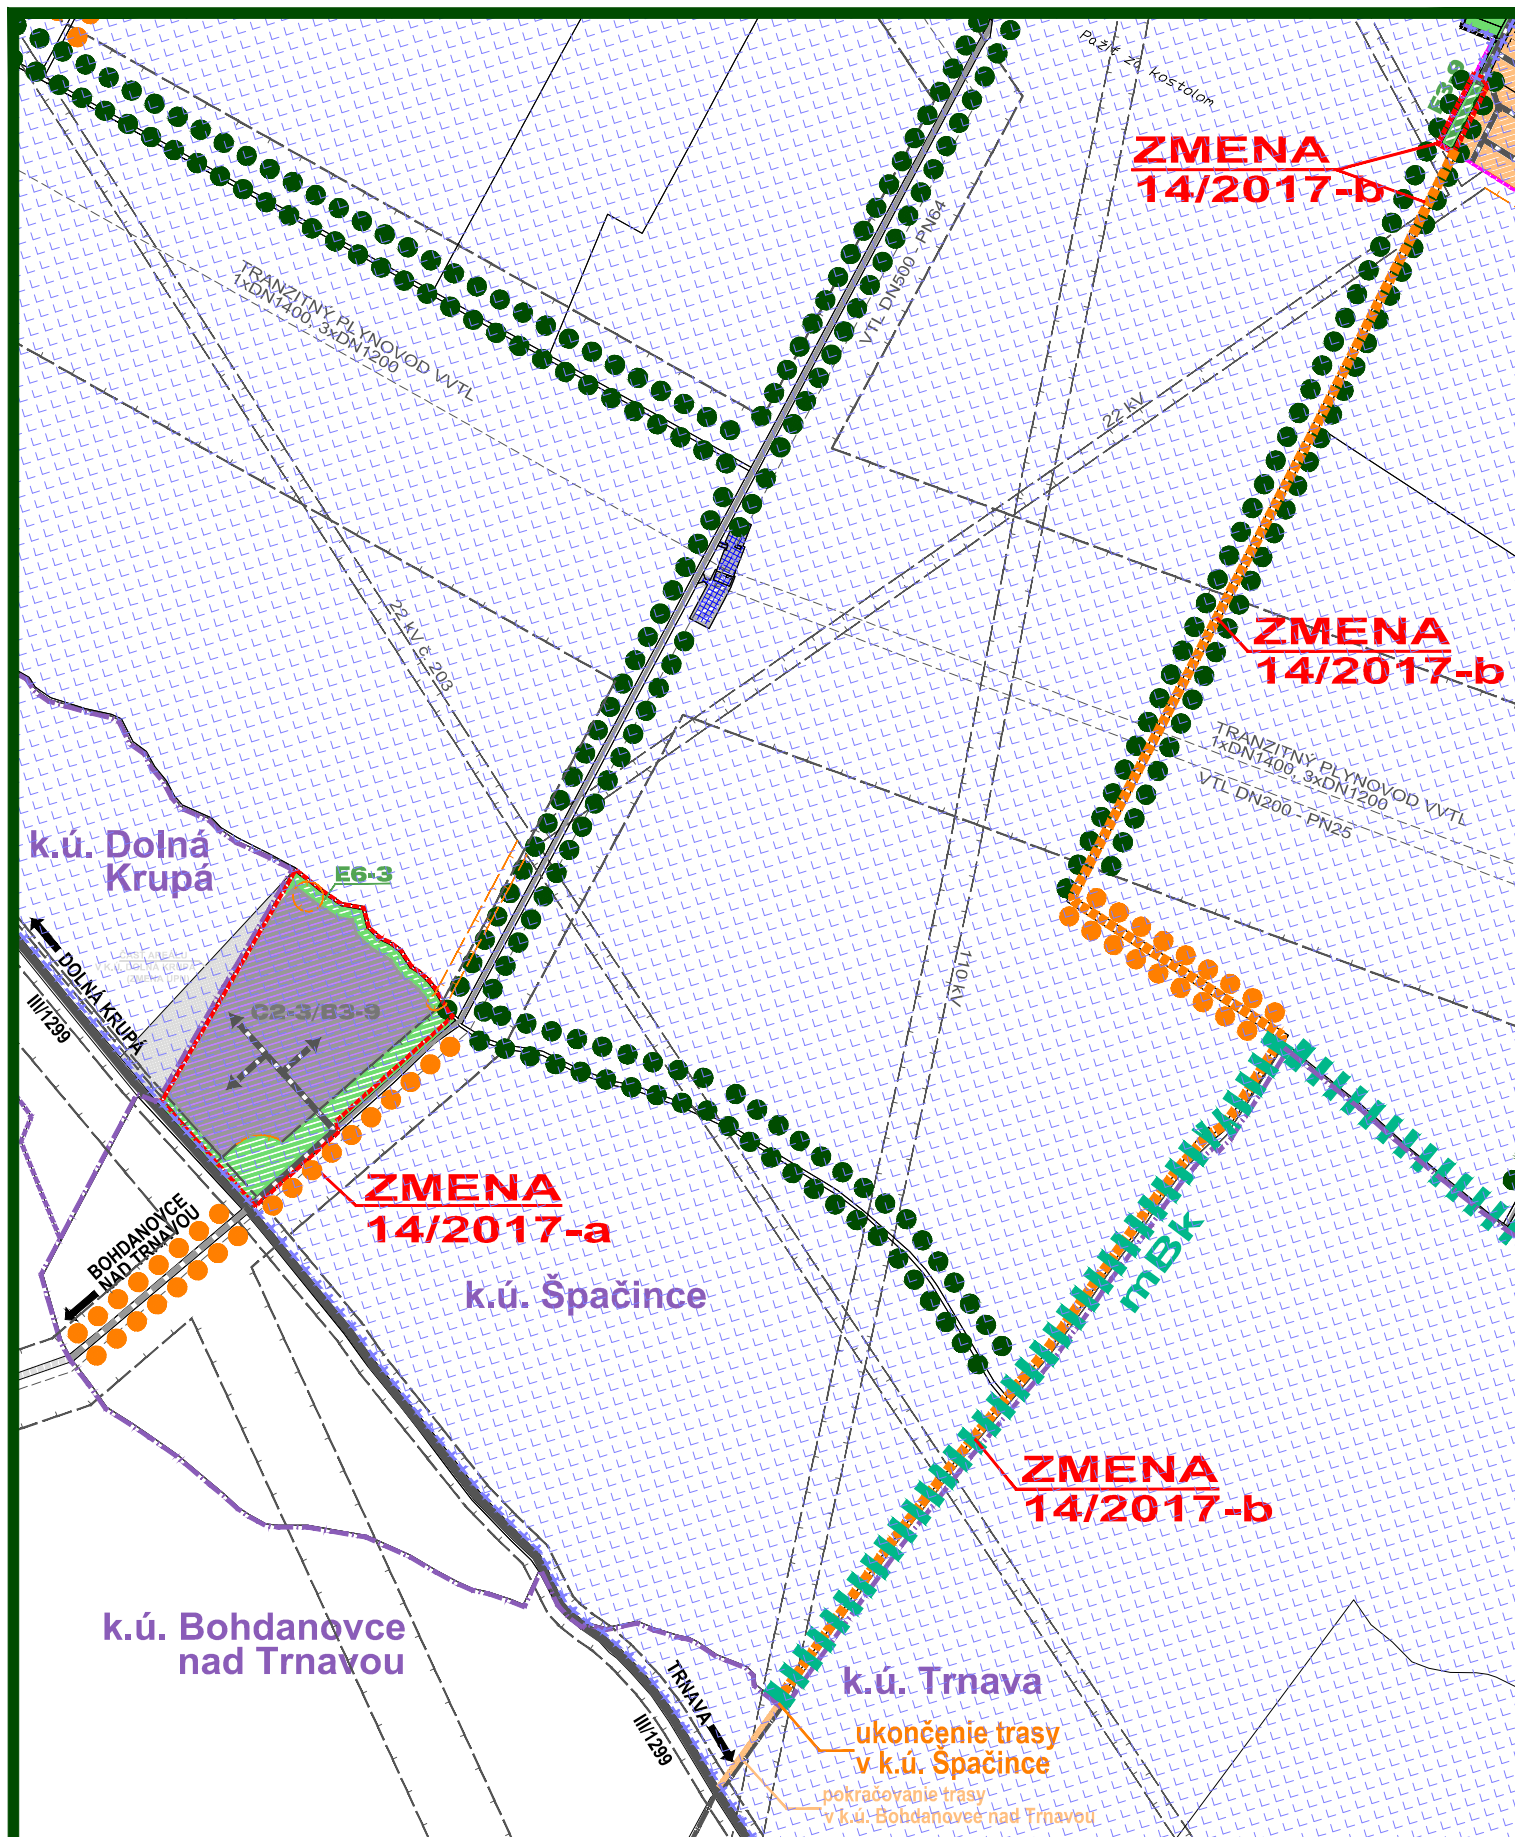 Pažiť za kostolom
E3-9
ZMENA
14/2017-b
VTL DN500 - PN64
TRANZITNÝ PLYNOVOD VVTL
1xDN1400, 3xDN1200
22 kV
22 kV č. 203
ZMENA
14/2017-b
TRANZITNÝ PLYNOVOD VVTL
1xDN1400, 3xDN1200
VTL DN200 - PN25
k.ú. Dolná
Krupá
E6-3
DOLNÁ KRUPÁ
III/1299
C2-3/B3-9
110 kV
ZMENA
14/2017-a
BOHDANOVCE
NAD TRNAVOU
k.ú. Špačince
mBk
ZMENA
14/2017-b
k.ú. Bohdanovce
nad Trnavou
TRNAVA
III/1299
k.ú. Trnava
ukončenie trasy
v k.ú. Špačince
pokračovanie trasy
v k.ú. Bohdanovce nad Trnavou